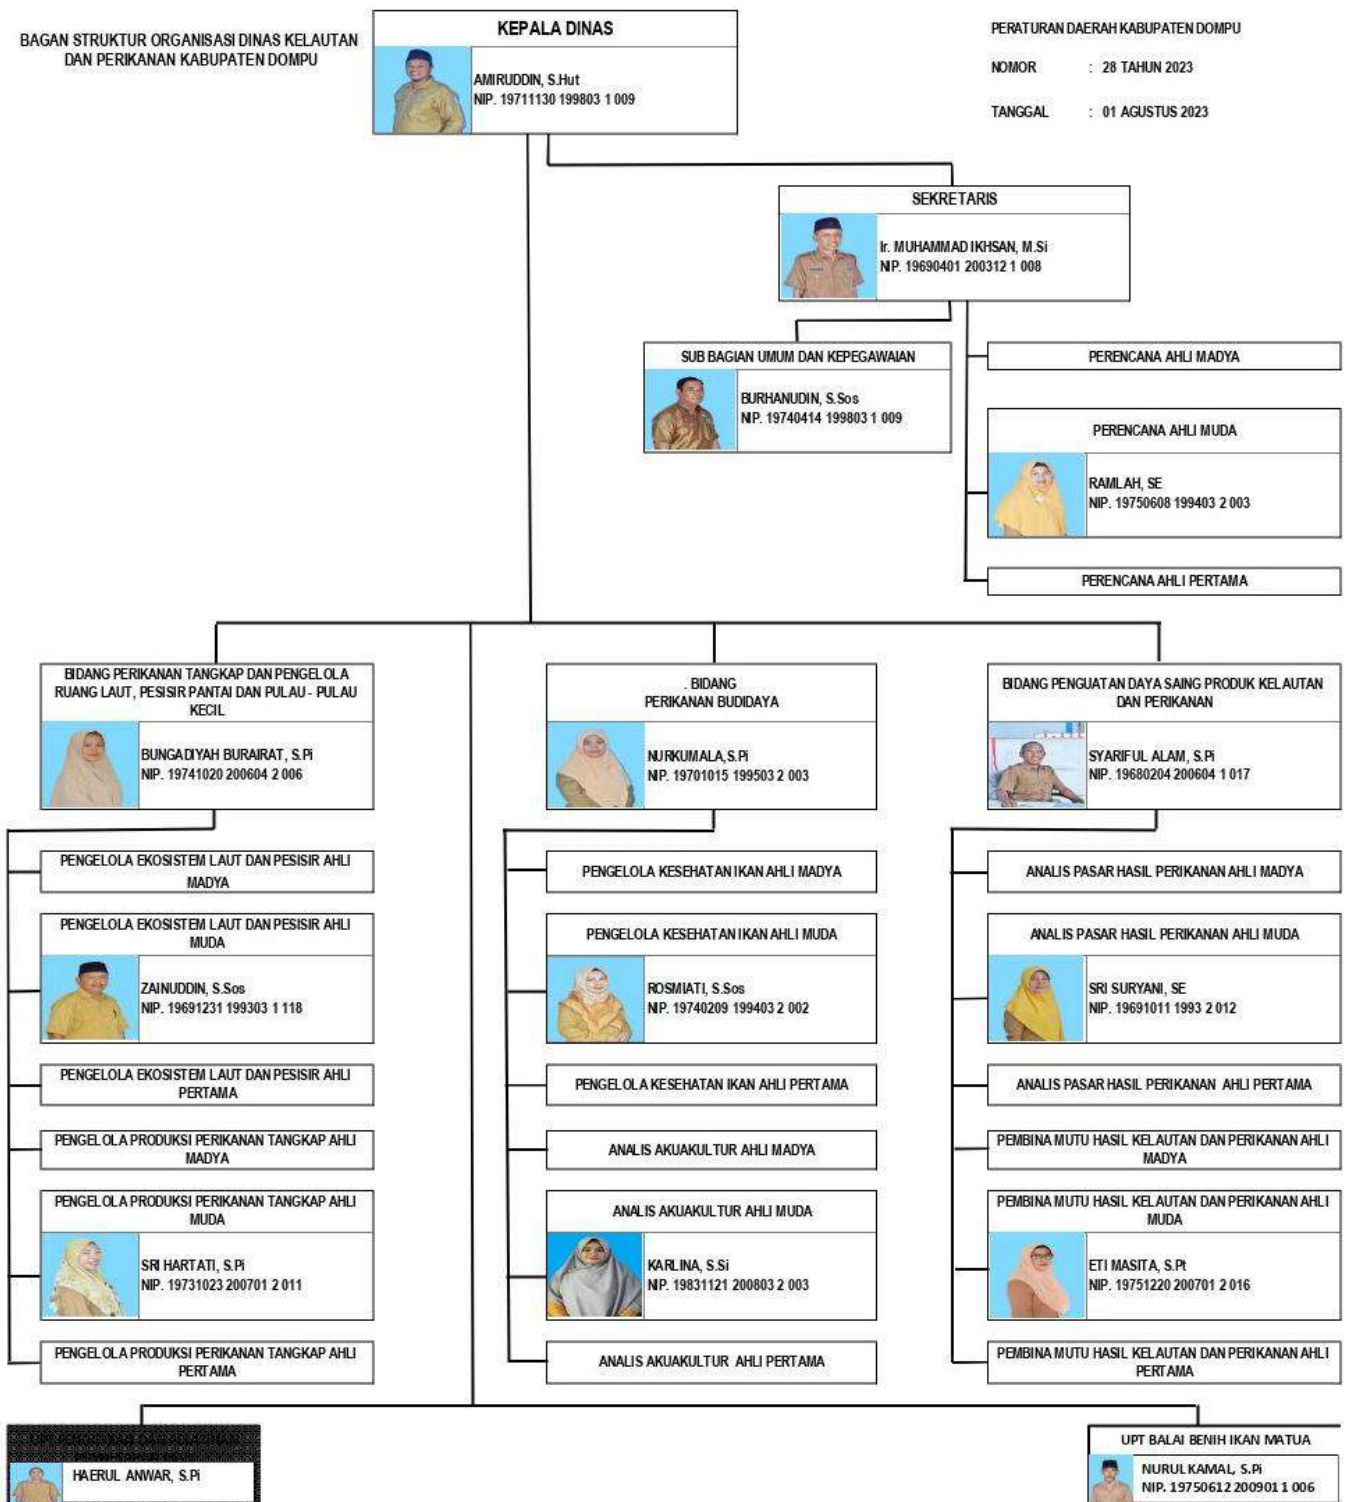 BAGAN STRUKTUR ORGANISASI DINAS KELAUTAN
DAN PERIKANAN KABUPATEN DOMPU
KEPALA DINAS
AMIRUDDIN, S.Hut
NIP. 19711130 199803 1 009
PERATURAN DAERAH KABUPATEN DOMPU
NOMOR : 28 TAHUN 2023
TANGGAL : 01 AGUSTUS 2023
SEKRETARIS
Ir. MUHAMMAD IKHSAN, M.Si
NIP. 19690401 200312 1 008
SUB BAGIAN UMUM DAN KEPEGAWAIAN
BURHANUDIN, S.Sos
NIP. 19740414 199803 1 009
PERENCANA AHLI MADYA
PERENCANA AHLI MUDA
RAMLAH, SE
NIP. 19750608 199403 2 003
PERENCANA AHLI PERTAMA
BIDANG PERIKANAN TANGKAP DAN PENGELOLA
RUANG LAUT, PESISIR PANTAI DAN PULAU - PULAU
KECIL
BUNGADIYAH BURAIRAT, S.Pi
NIP. 19741020 200604 2 006
PENGELOLA EKOSISTEM LAUT DAN PESISIR AHLI
MADYA
PENGELOLA EKOSISTEM LAUT DAN PESISIR AHLI
MUDA
ZAINUDDIN, S.Sos
NIP. 19691231 199303 1 118
PENGELOLA EKOSISTEM LAUT DAN PESISIR AHLI
PERTAMA
PENGELOLA PRODUKSI PERIKANAN TANGKAP AHLI
MADYA
PENGELOLA PRODUKSI PERIKANAN TANGKAP AHLI
MUDA
SRI HARTATI, S.Pi
NIP. 19731023 200701 2 011
PENGELOLA PRODUKSI PERIKANAN TANGKAP AHLI
PERTAMA
. BIDANG
PERIKANAN BUDIDAYA
NURKUMALA,S.Pi
NIP. 19701015 199503 2 003
PENGELOLA KESEHATAN IKAN AHLI MADYA
PENGELOLA KESEHATAN IKAN AHLI MUDA
ROSMIATI, S.Sos
NIP. 19740209 199403 2 002
PENGELOLA KESEHATAN IKAN AHLI PERTAMA
ANALIS AKUAKULTUR AHLI MADYA
ANALIS AKUAKULTUR AHLI MUDA
KARLINA, S.Si
NIP. 19831121 200803 2 003
ANALIS AKUAKULTUR AHLI PERTAMA
BIDANG PENGUATAN DAYA SAING PRODUK KELAUTAN
DAN PERIKANAN
SYARIFUL ALAM, S.Pi
NIP. 19680204 200604 1 017
ANALIS PASAR HASIL PERIKANAN AHLI MADYA
ANALIS PASAR HASIL PERIKANAN AHLI MUDA
SRI SURYANI, SE
NIP. 19691011 1993 2 012
ANALIS PASAR HASIL PERIKANAN AHLI PERTAMA
PEMBINA MUTU HASIL KELAUTAN DAN PERIKANAN AHLI
MADYA
PEMBINA MUTU HASIL KELAUTAN DAN PERIKANAN AHLI
MUDA
ETI MASITA, S.Pt
NIP. 19751220 200701 2 016
PEMBINA MUTU HASIL KELAUTAN DAN PERIKANAN AHLI
PERTAMA
HAERUL ANWAR, S.Pi
UPT BALAI BENIH IKAN MATUA
NURUL KAMAL, S.Pi
NIP. 19750612 200901 1 006